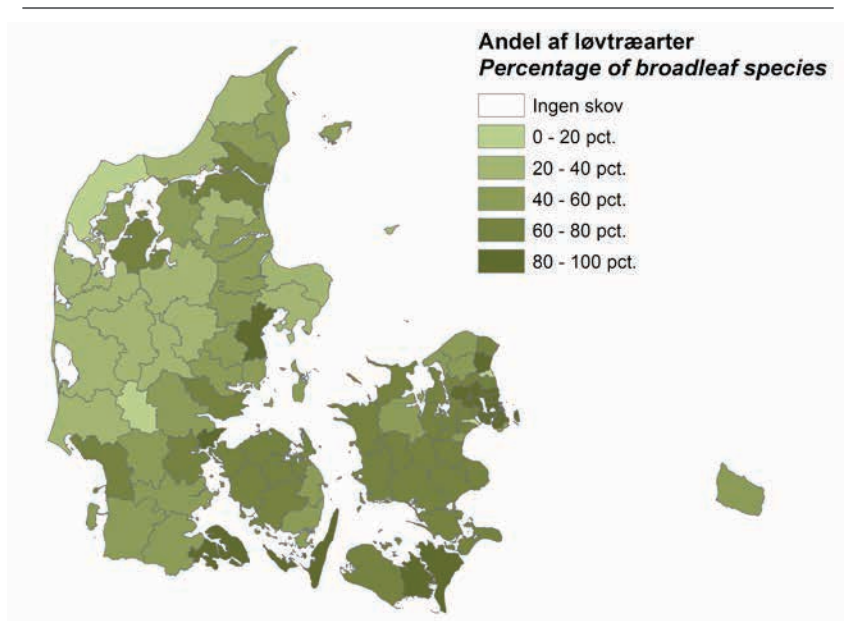 Andel af løvtræarter
Percentage of broadleaf species
Ingen skov
0 - 20 pct.
20 - 40 pct.
40 - 60 pct.
60 - 80 pct.
80 - 100 pct.